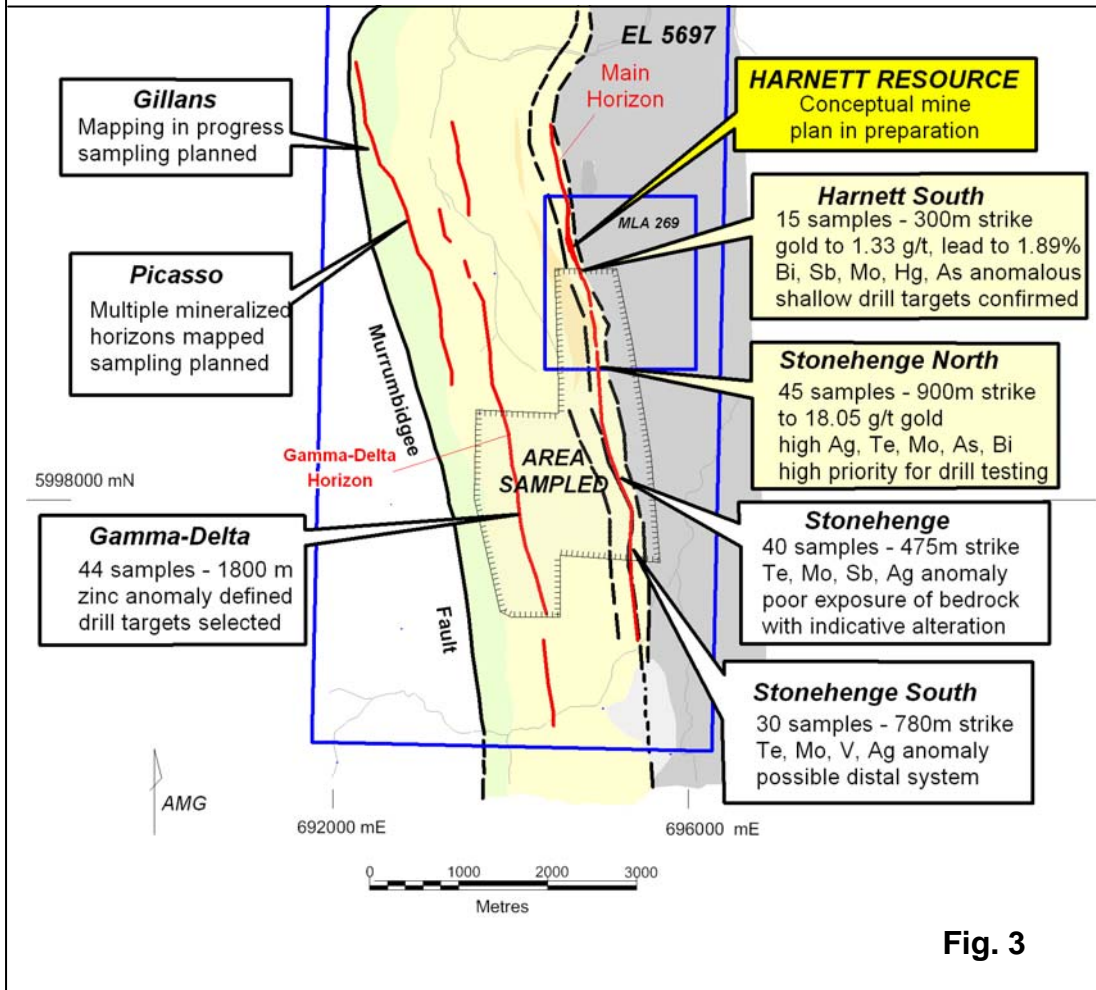 EL 5697
Main
Horizon
HARNETT RESOURCE
Conceptual mine
plan in preparation
Gillans
Mapping in progress
sampling planned
Harnett South
15 samples - 300m strike
gold to 1.33 g/t, lead to 1.89%
Bi, Sb, Mo, Hg, As anomalous
shallow drill targets confirmed
MLA 269
Picasso
Multiple mineralized
horizons mapped
sampling planned
Murrumbidgee
Fault
Stonehenge North
45 samples - 900m strike
to 18.05 g/t gold
high Ag, Te, Mo, As, Bi
high priority for drill testing
Gamma-Delta
Horizon
AREA
SAMPLED
5998000 mN
Gamma-Delta
44 samples - 1800 m
zinc anomaly defined
drill targets selected
Stonehenge
40 samples - 475m strike
Te, Mo, Sb, Ag anomaly
poor exposure of bedrock
with indicative alteration
Stonehenge South
30 samples - 780m strike
Te, Mo, V, Ag anomaly
possible distal system
AMG
692000 mE
696000 mE
0 1000 2000 3000
Metres
Fig. 3